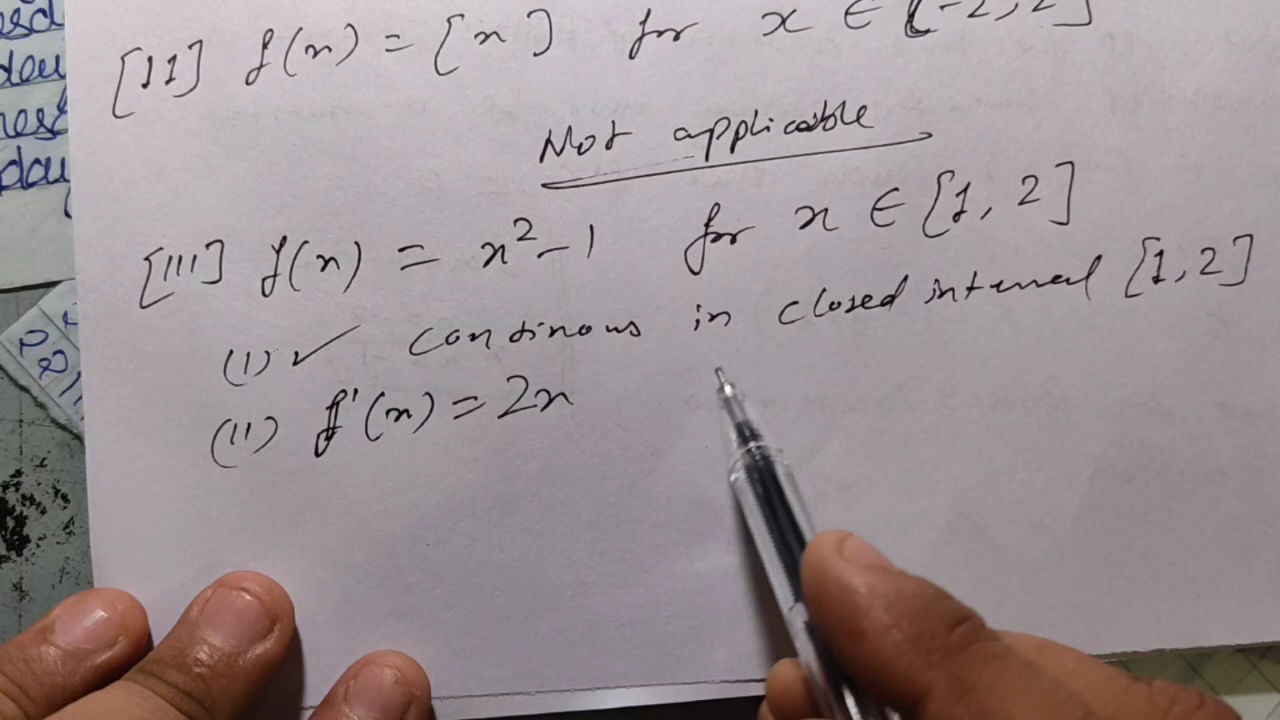 [II] f(x) = [x] for x ∈ [-2, 2]
Not applicable
[III] f(x) = x² - 1 for x ∈ [1, 2]
(I) ✓ continous in closed interval [1, 2]
(II) f'(x) = 2x